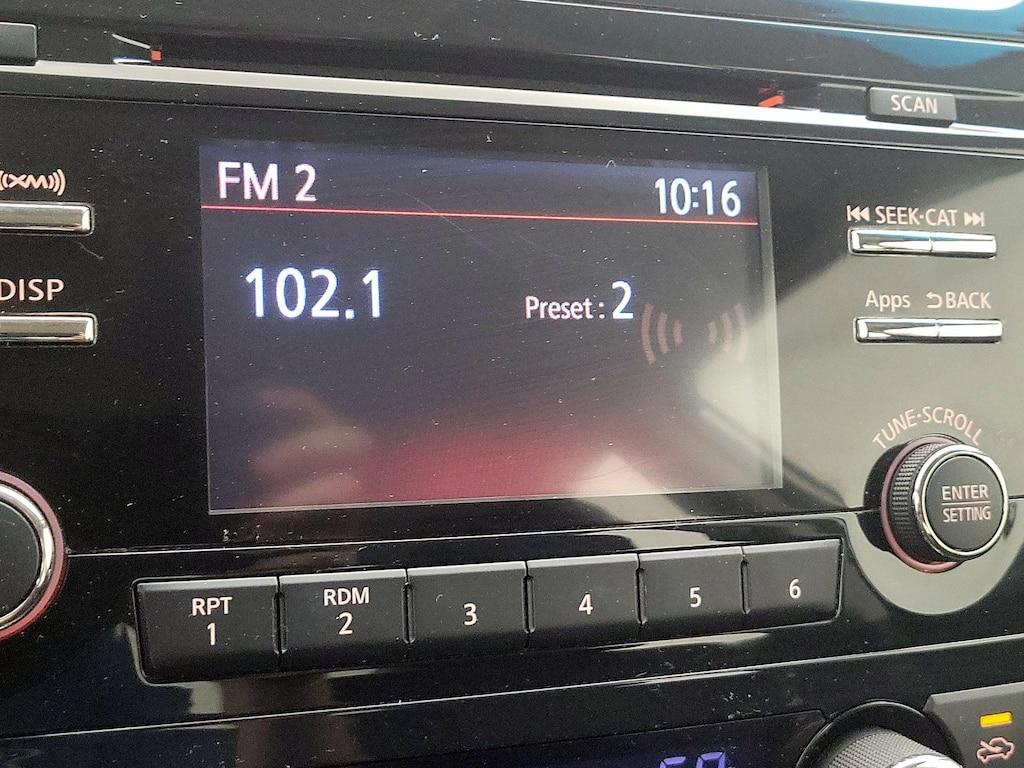 SCAN
((XM))
DISP
FM 2
10:16
102.1
Preset : 2
SEEK·CAT
Apps
BACK
TUNE·SCROLL
ENTER
SETTING
RPT
1
RDM
2
3
4
5
6